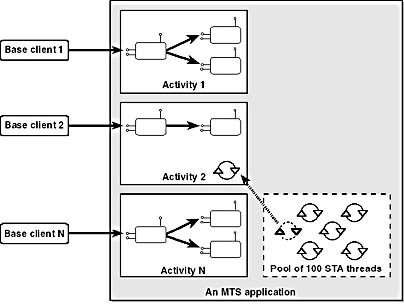 Base client 1
Activity 1
Base client 2
Activity 2
Base client N
Activity N
Pool of 100 STA threads
An MTS application